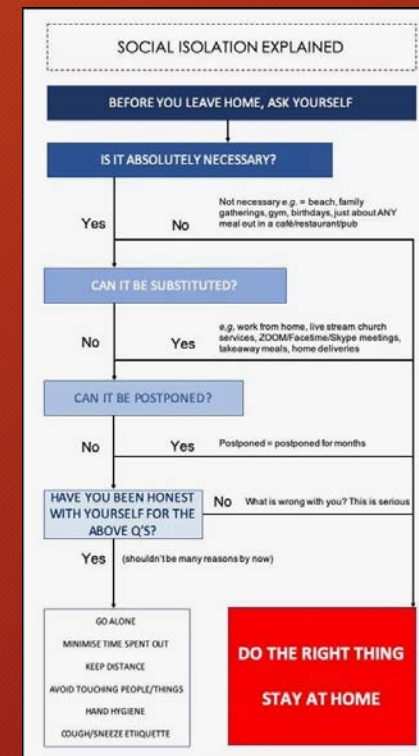 SOCIAL ISOLATION EXPLAINED
BEFORE YOU LEAVE HOME, ASK YOURSELF
IS IT ABSOLUTELY NECESSARY?
Not necessary e.g. = beach, family
gatherings, gym, birthdays, just about ANY
meal out in a café/restaurant/pub
Yes
No
CAN IT BE SUBSTITUTED?
e,g, work from home, live stream church
services, ZOOM/Facetime/Skype meetings,
takeaway meals, home deliveries
No
Yes
CAN IT BE POSTPONED?
No
Yes
Postponed = postponed for months
HAVE YOU BEEN HONEST
WITH YOURSELF FOR THE
ABOVE Q'S?
No
What is wrong with you? This is serious
Yes
(shouldn't be many reasons by now)
GO ALONE
MINIMISE TIME SPENT OUT
KEEP DISTANCE
AVOID TOUCHING PEOPLE/THINGS
HAND HYGIENE
COUGH/SNEEZE ETIIQUETTE
DO THE RIGHT THING
STAY AT HOME